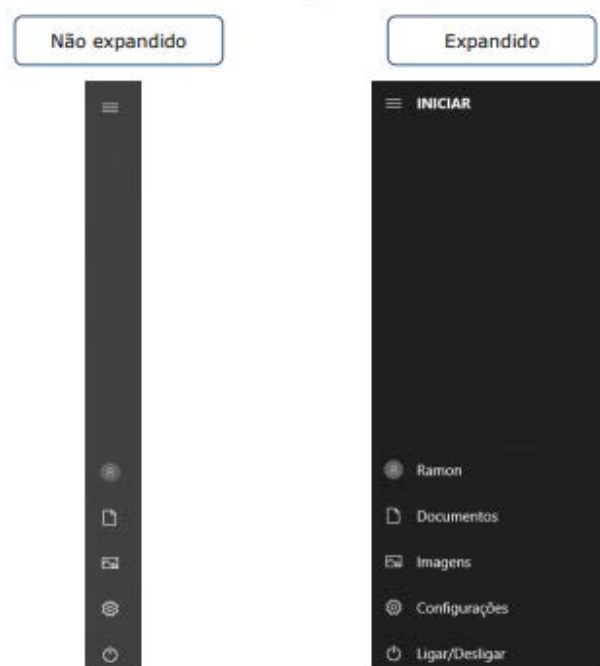 Não expandido
Expandido
INICIAR
Ramon
Documentos
Imagens
Configurações
Ligar/Desligar